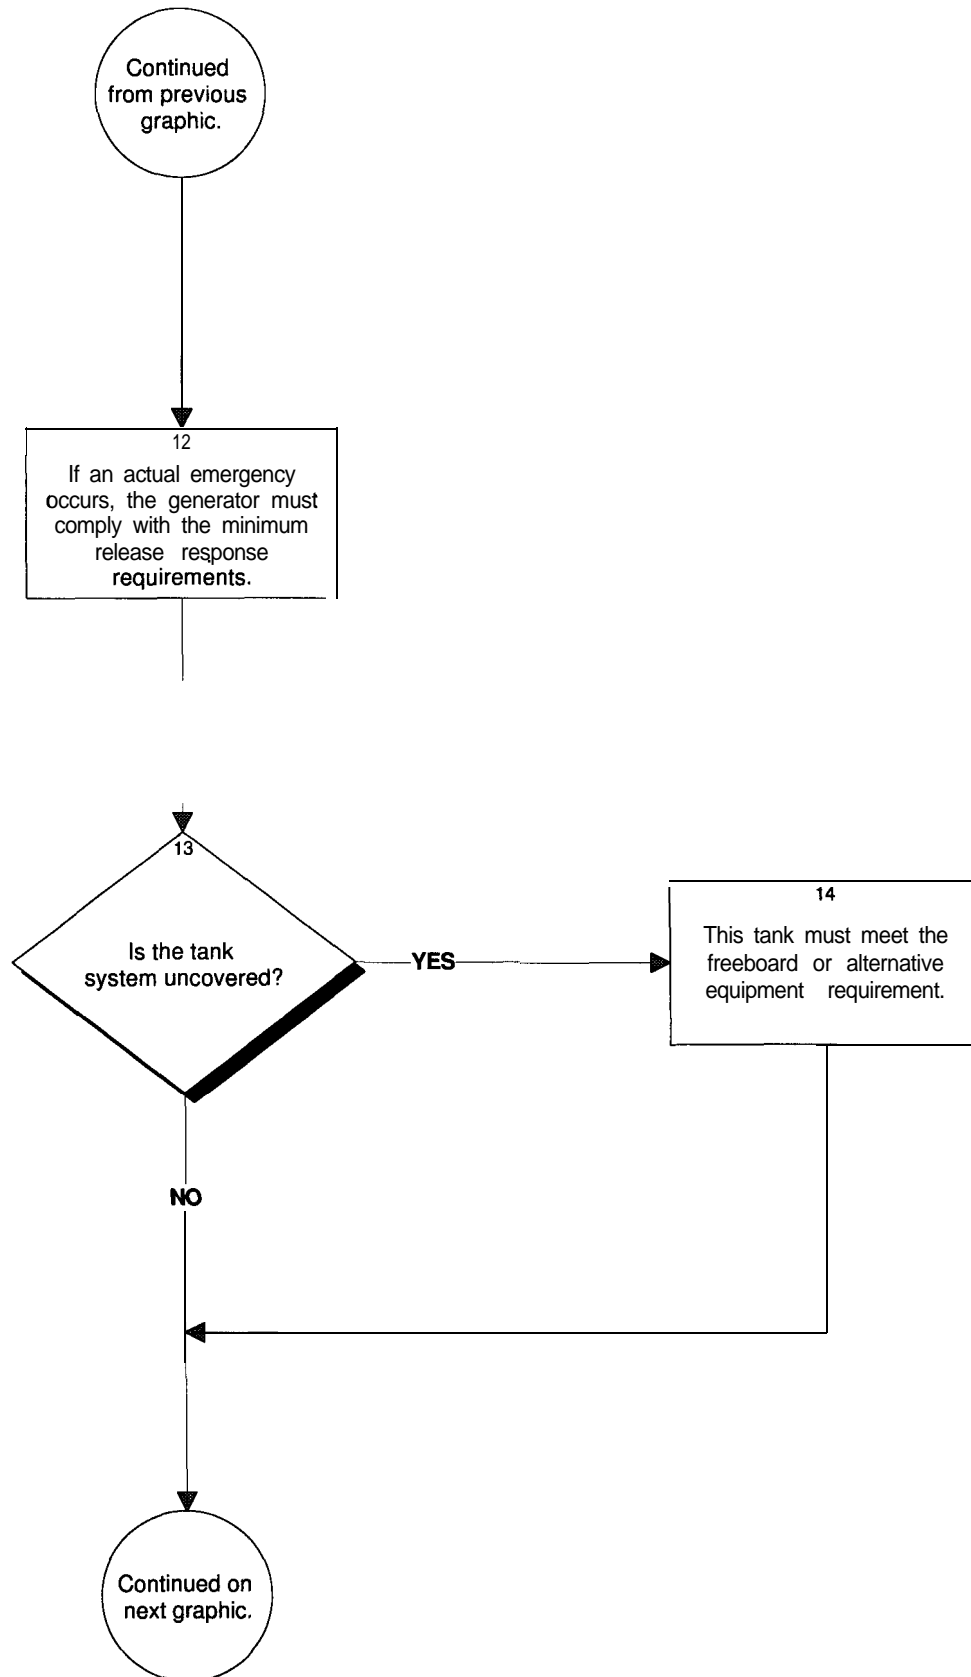 Continued
from previous
graphic.
12
If an actual emergency
occurs, the generator must
comply with the minimum
release response
requirements.
13
Is the tank
system uncovered?
YES
14
This tank must meet the
freeboard or alternative
equipment requirement.
NO
Continued on
next graphic.